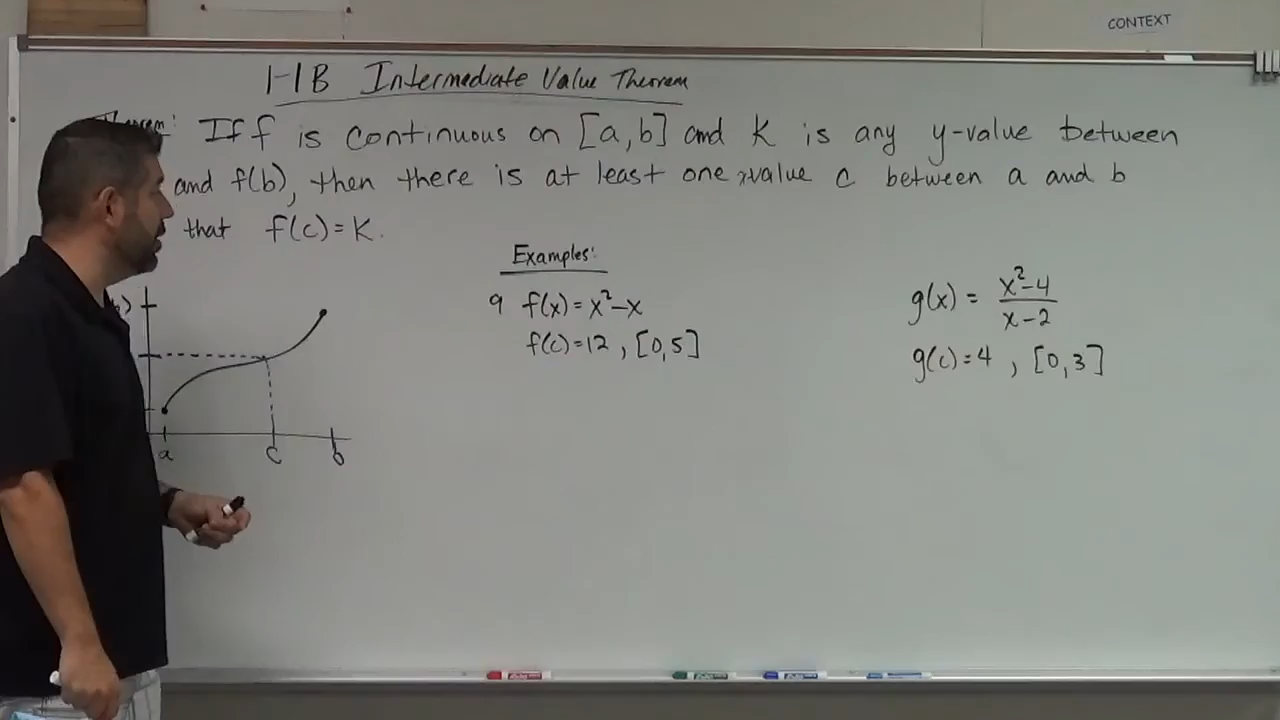 CONTEXT
1-1B Intermediate Value Theorem
Theorem: If f is continuous on [a,b] and K is any y-value between
and f(b), then there is at least one x-value c between a and b
that f(c)=K.
Examples:
9 f(x)=x²-x
f(c)=12, [0,5]
g(x) = x²-4 / x-2
g(c)=4, [0,3]
a c b